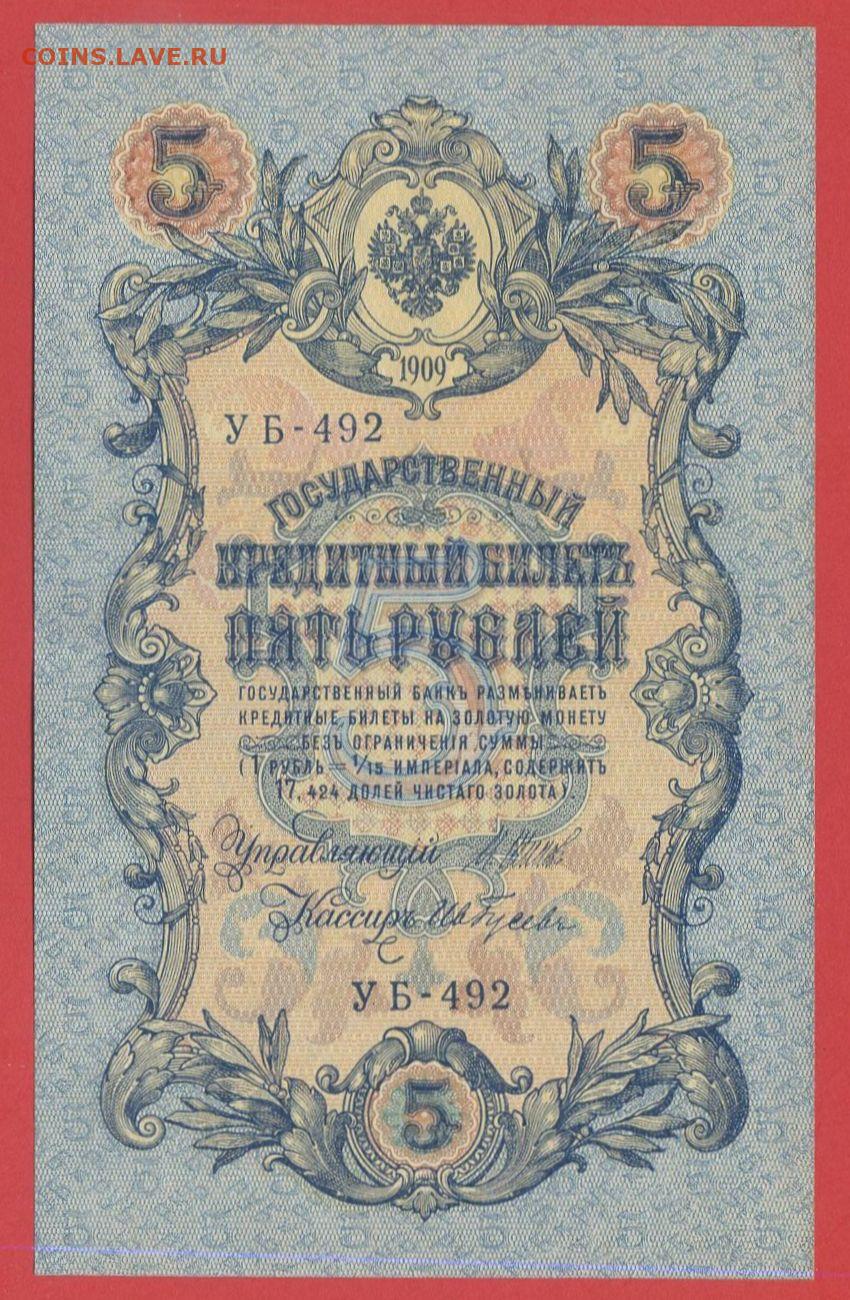 COINS.LAVE.RU
5 5
1909
УБ-492
ГОСУДАРСТВЕННЫЙ
КРЕДИТНЫЙ БИЛЕТЪ
ПЯТЬ РУБЛЕЙ
ГОСУДАРСТВЕННЫЙ БАНКЪ РАЗМѢНИВАЕТЪ
КРЕДИТНЫЕ БИЛЕТЫ НА ЗОЛОТУЮ МОНЕТУ
БЕЗЪ ОГРАНИЧЕНІЯ СУММЫ
(1 РУБЛЬ = 1/15 ИМПЕРІАЛА, СОДЕРЖИТЪ
17,424 ДОЛЕЙ ЧИСТАГО ЗОЛОТА).
Управляющій
Кассиръ
УБ-492
5